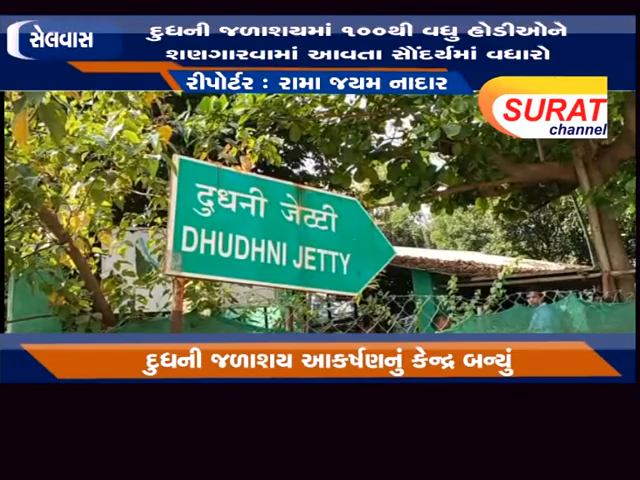 સેલવાસ
દુધની જળાશયમાં ૧૦૦થી વધુ હોડીઓને
શણગારવામાં આવતા સૌંદર્યમાં વધારો
રીપોર્ટર : રામા જયમ નાદાર
SURAT
channel
दुधनी जेट्टी
DHUDHNI JETTY
દુધની જળાશય આકર્ષણનું કેન્દ્ર બન્યું